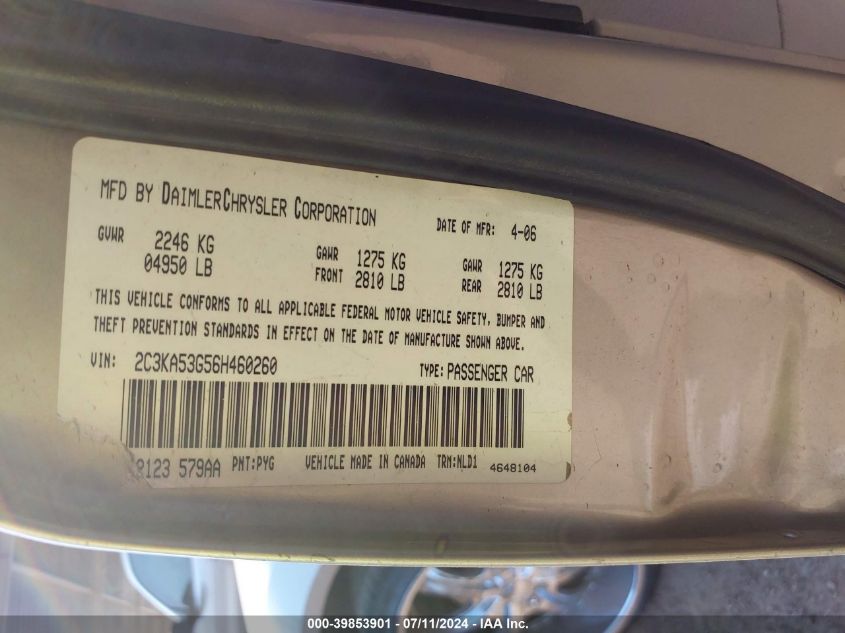 MFD BY DAIMLERCHRYSLER CORPORATION DATE OF MFR: 4-06
GVWR 2246 KG GAWR 1275 KG GAWR 1275 KG
04950 LB FRONT 2810 LB REAR 2810 LB
THIS VEHICLE CONFORMS TO ALL APPLICABLE FEDERAL MOTOR VEHICLE SAFETY, BUMPER AND
THEFT PREVENTION STANDARDS IN EFFECT ON THE DATE OF MANUFACTURE SHOWN ABOVE.
VIN: 2C3KA53G56H460260 TYPE: PASSENGER CAR
579AA PNT:PYG VEHICLE MADE IN CANADA TRM:NLD1 4648104
000-39853901 - 07/11/2024 - IAA Inc.